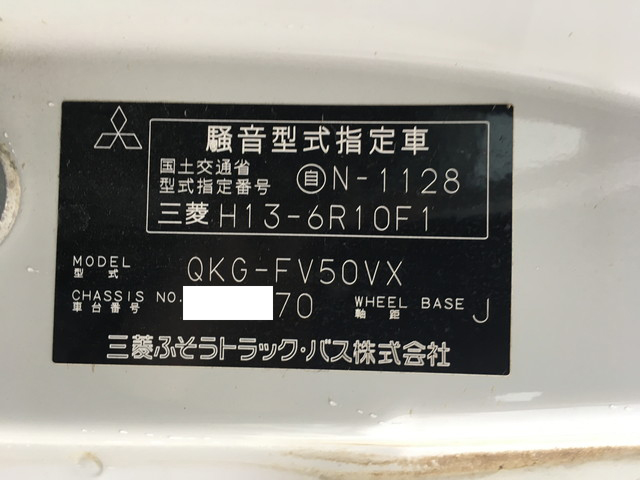 騒音型式指定車
国土交通省
型式指定番号 自N-1128
三菱 H13-6R10F1
MODEL
型式 QKG-FV50VX
CHASSIS NO.
車台番号 70 WHEEL BASE
軸距 J
三菱ふそうトラック・バス株式会社